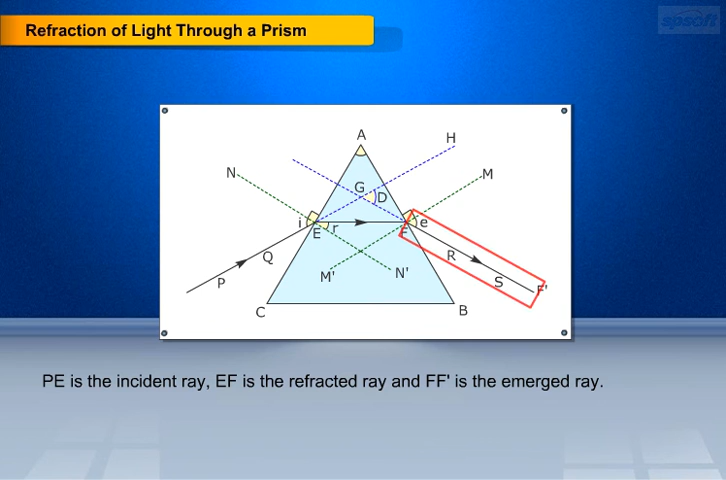 Refraction of Light Through a Prism
spsoft
A
H
N
M
G
D
i
E
r
F
e
Q
R
P
M'
N'
S
F'
C
B
PE is the incident ray, EF is the refracted ray and FF' is the emerged ray.